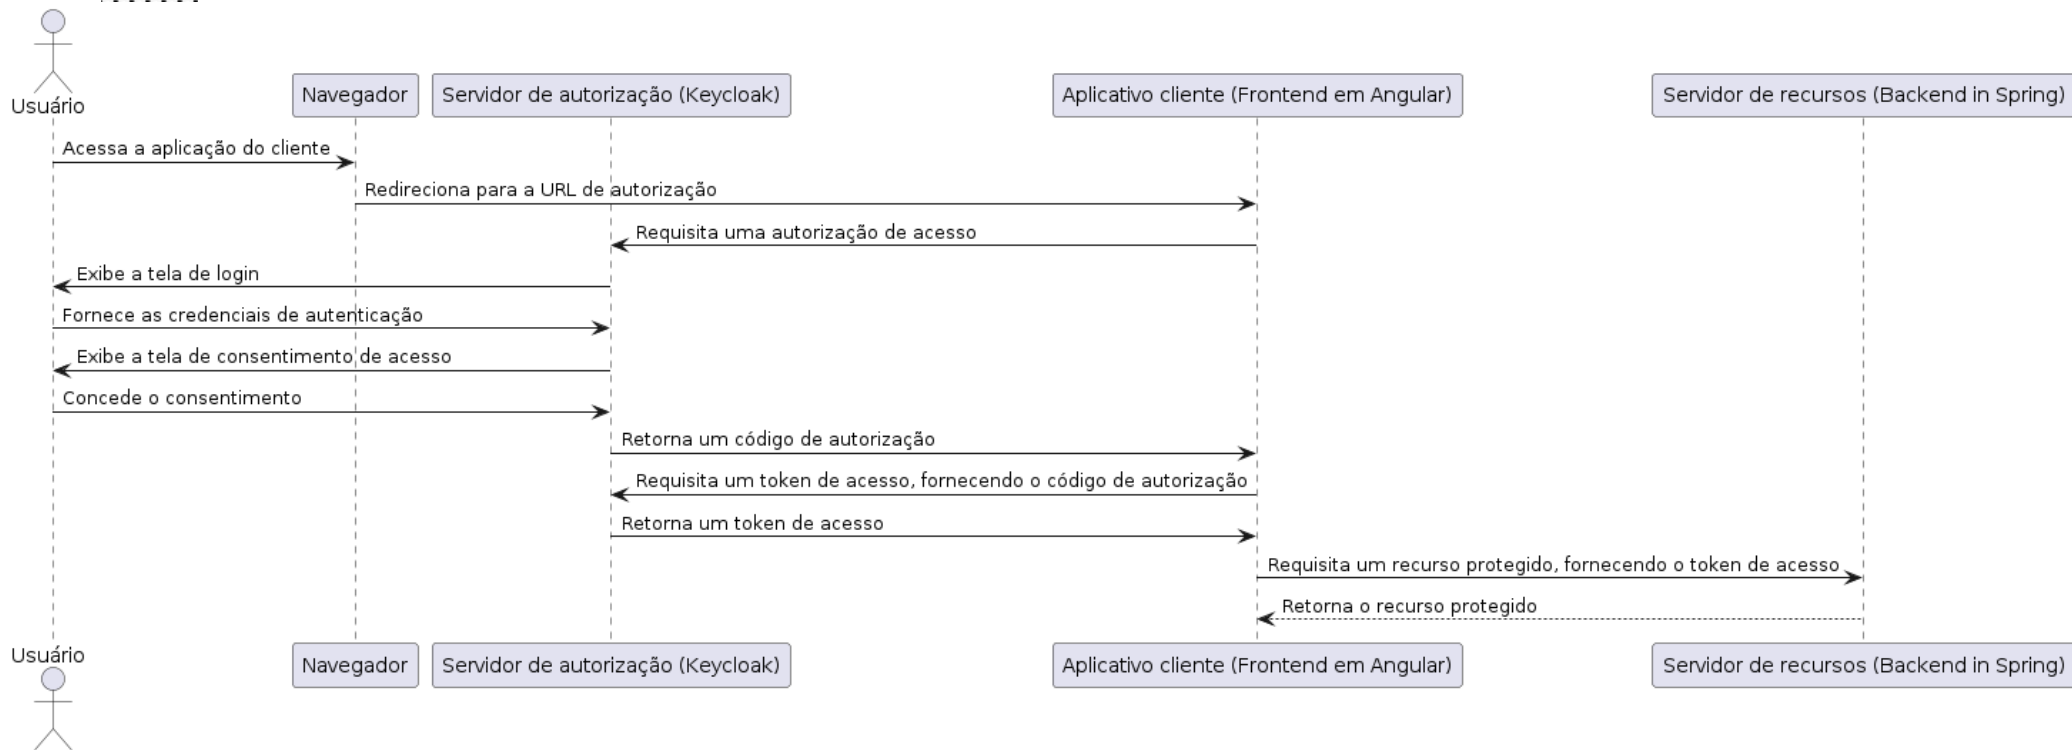 Usuário
Navegador
Servidor de autorização (Keycloak)
Aplicativo cliente (Frontend em Angular)
Servidor de recursos (Backend in Spring)
Acessa a aplicação do cliente
Redireciona para a URL de autorização
Requisita uma autorização de acesso
Exibe a tela de login
Fornece as credenciais de autenticação
Exibe a tela de consentimento de acesso
Concede o consentimento
Retorna um código de autorização
Requisita um token de acesso, fornecendo o código de autorização
Retorna um token de acesso
Requisita um recurso protegido, fornecendo o token de acesso
Retorna o recurso protegido
Usuário
Navegador
Servidor de autorização (Keycloak)
Aplicativo cliente (Frontend em Angular)
Servidor de recursos (Backend in Spring)